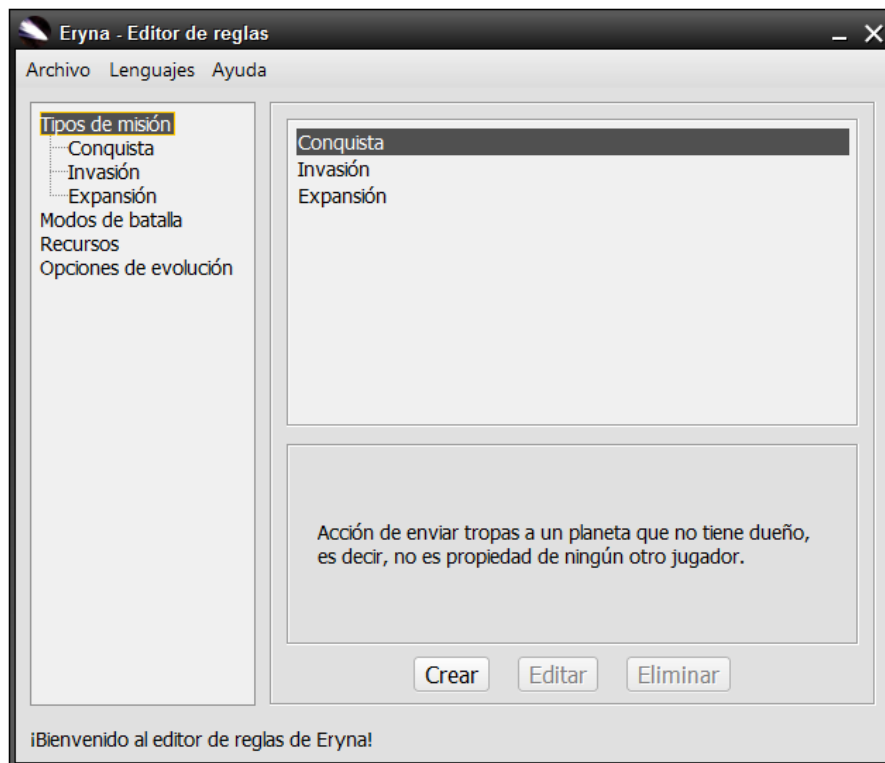 Eryna - Editor de reglas
Archivo Lenguajes Ayuda
Tipos de misión
Conquista
Invasión
Expansión
Modos de batalla
Recursos
Opciones de evolución
Conquista
Invasión
Expansión
Acción de enviar tropas a un planeta que no tiene dueño,
es decir, no es propiedad de ningún otro jugador.
Crear Editar Eliminar
¡Bienvenido al editor de reglas de Eryna!